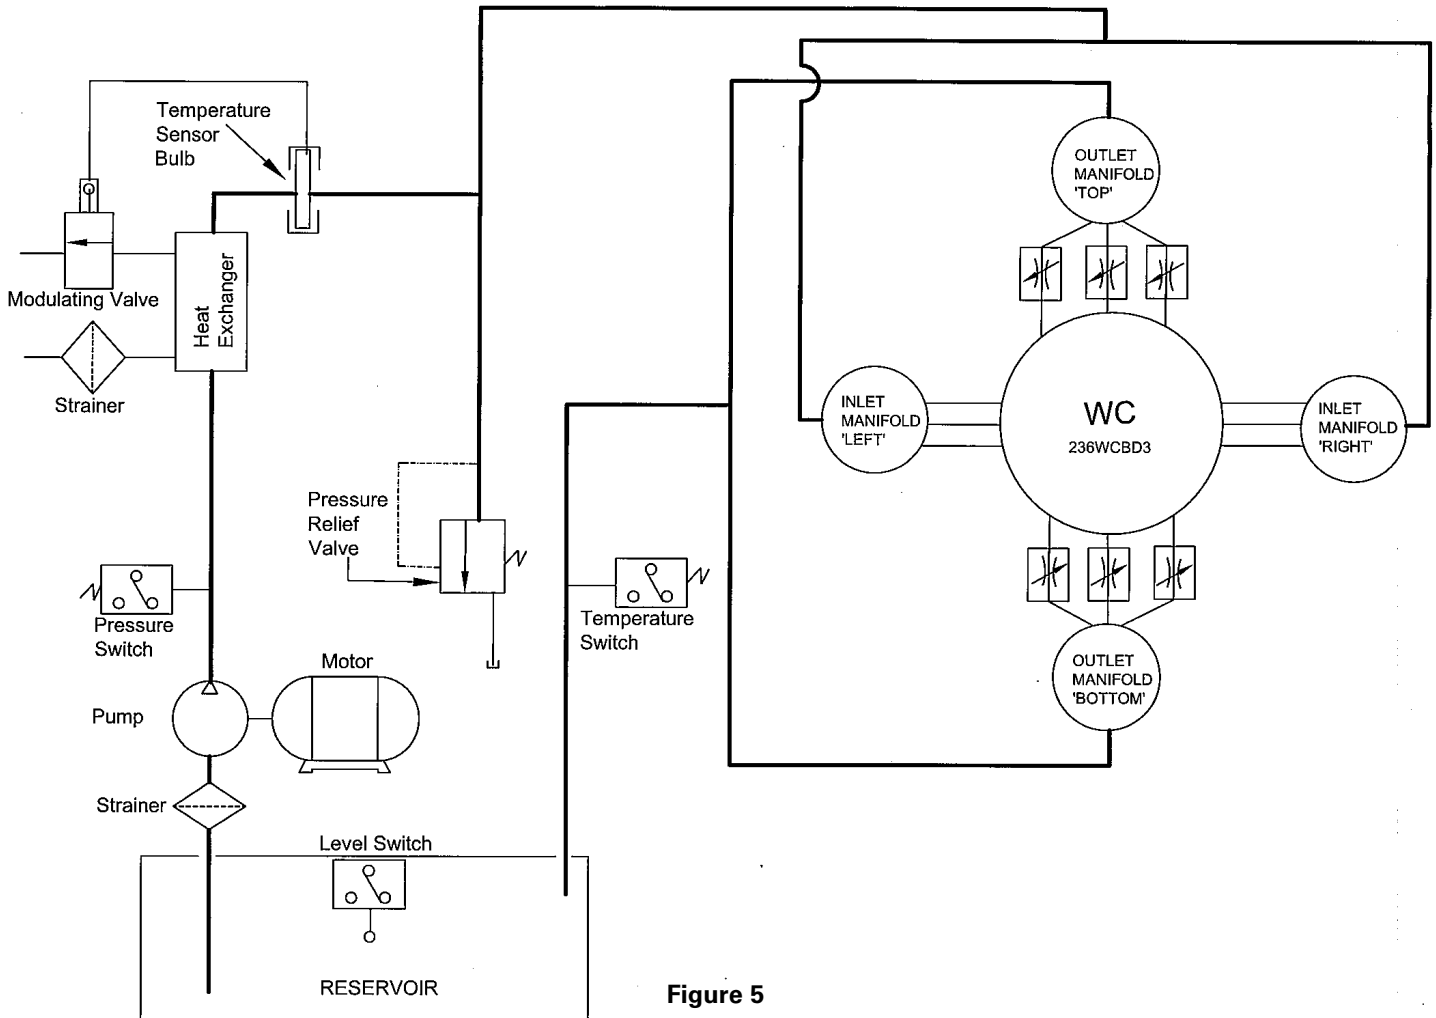 Temperature
Sensor
Bulb
OUTLET
MANIFOLD
'TOP'
Modulating Valve
Heat
Exchanger
Strainer
INLET
MANIFOLD
'LEFT'
WC
236WCBD3
INLET
MANIFOLD
'RIGHT'
Pressure
Relief
Valve
Pressure
Switch
Temperature
Switch
Motor
Pump
OUTLET
MANIFOLD
'BOTTOM'
Strainer
Level Switch
RESERVOIR
Figure 5